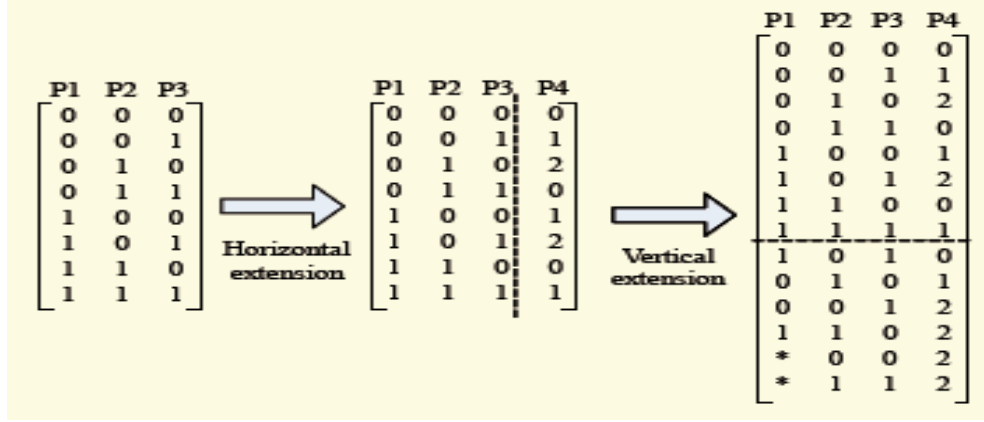 P1 P2 P3
0 0 0
0 0 1
0 1 0
0 1 1
1 0 0
1 0 1
1 1 0
1 1 1
Horizontal
extension
P1 P2 P3 P4
0 0 0 0
0 0 1 1
0 1 0 2
0 1 1 0
1 0 0 1
1 0 1 2
1 1 0 0
1 1 1 1
Vertical
extension
P1 P2 P3 P4
0 0 0 0
0 0 1 1
0 1 0 2
0 1 1 0
1 0 0 1
1 0 1 2
1 1 0 0
1 1 1 1
1 0 1 0
0 1 0 1
0 0 1 2
1 1 0 2
* 0 0 2
* 1 1 2